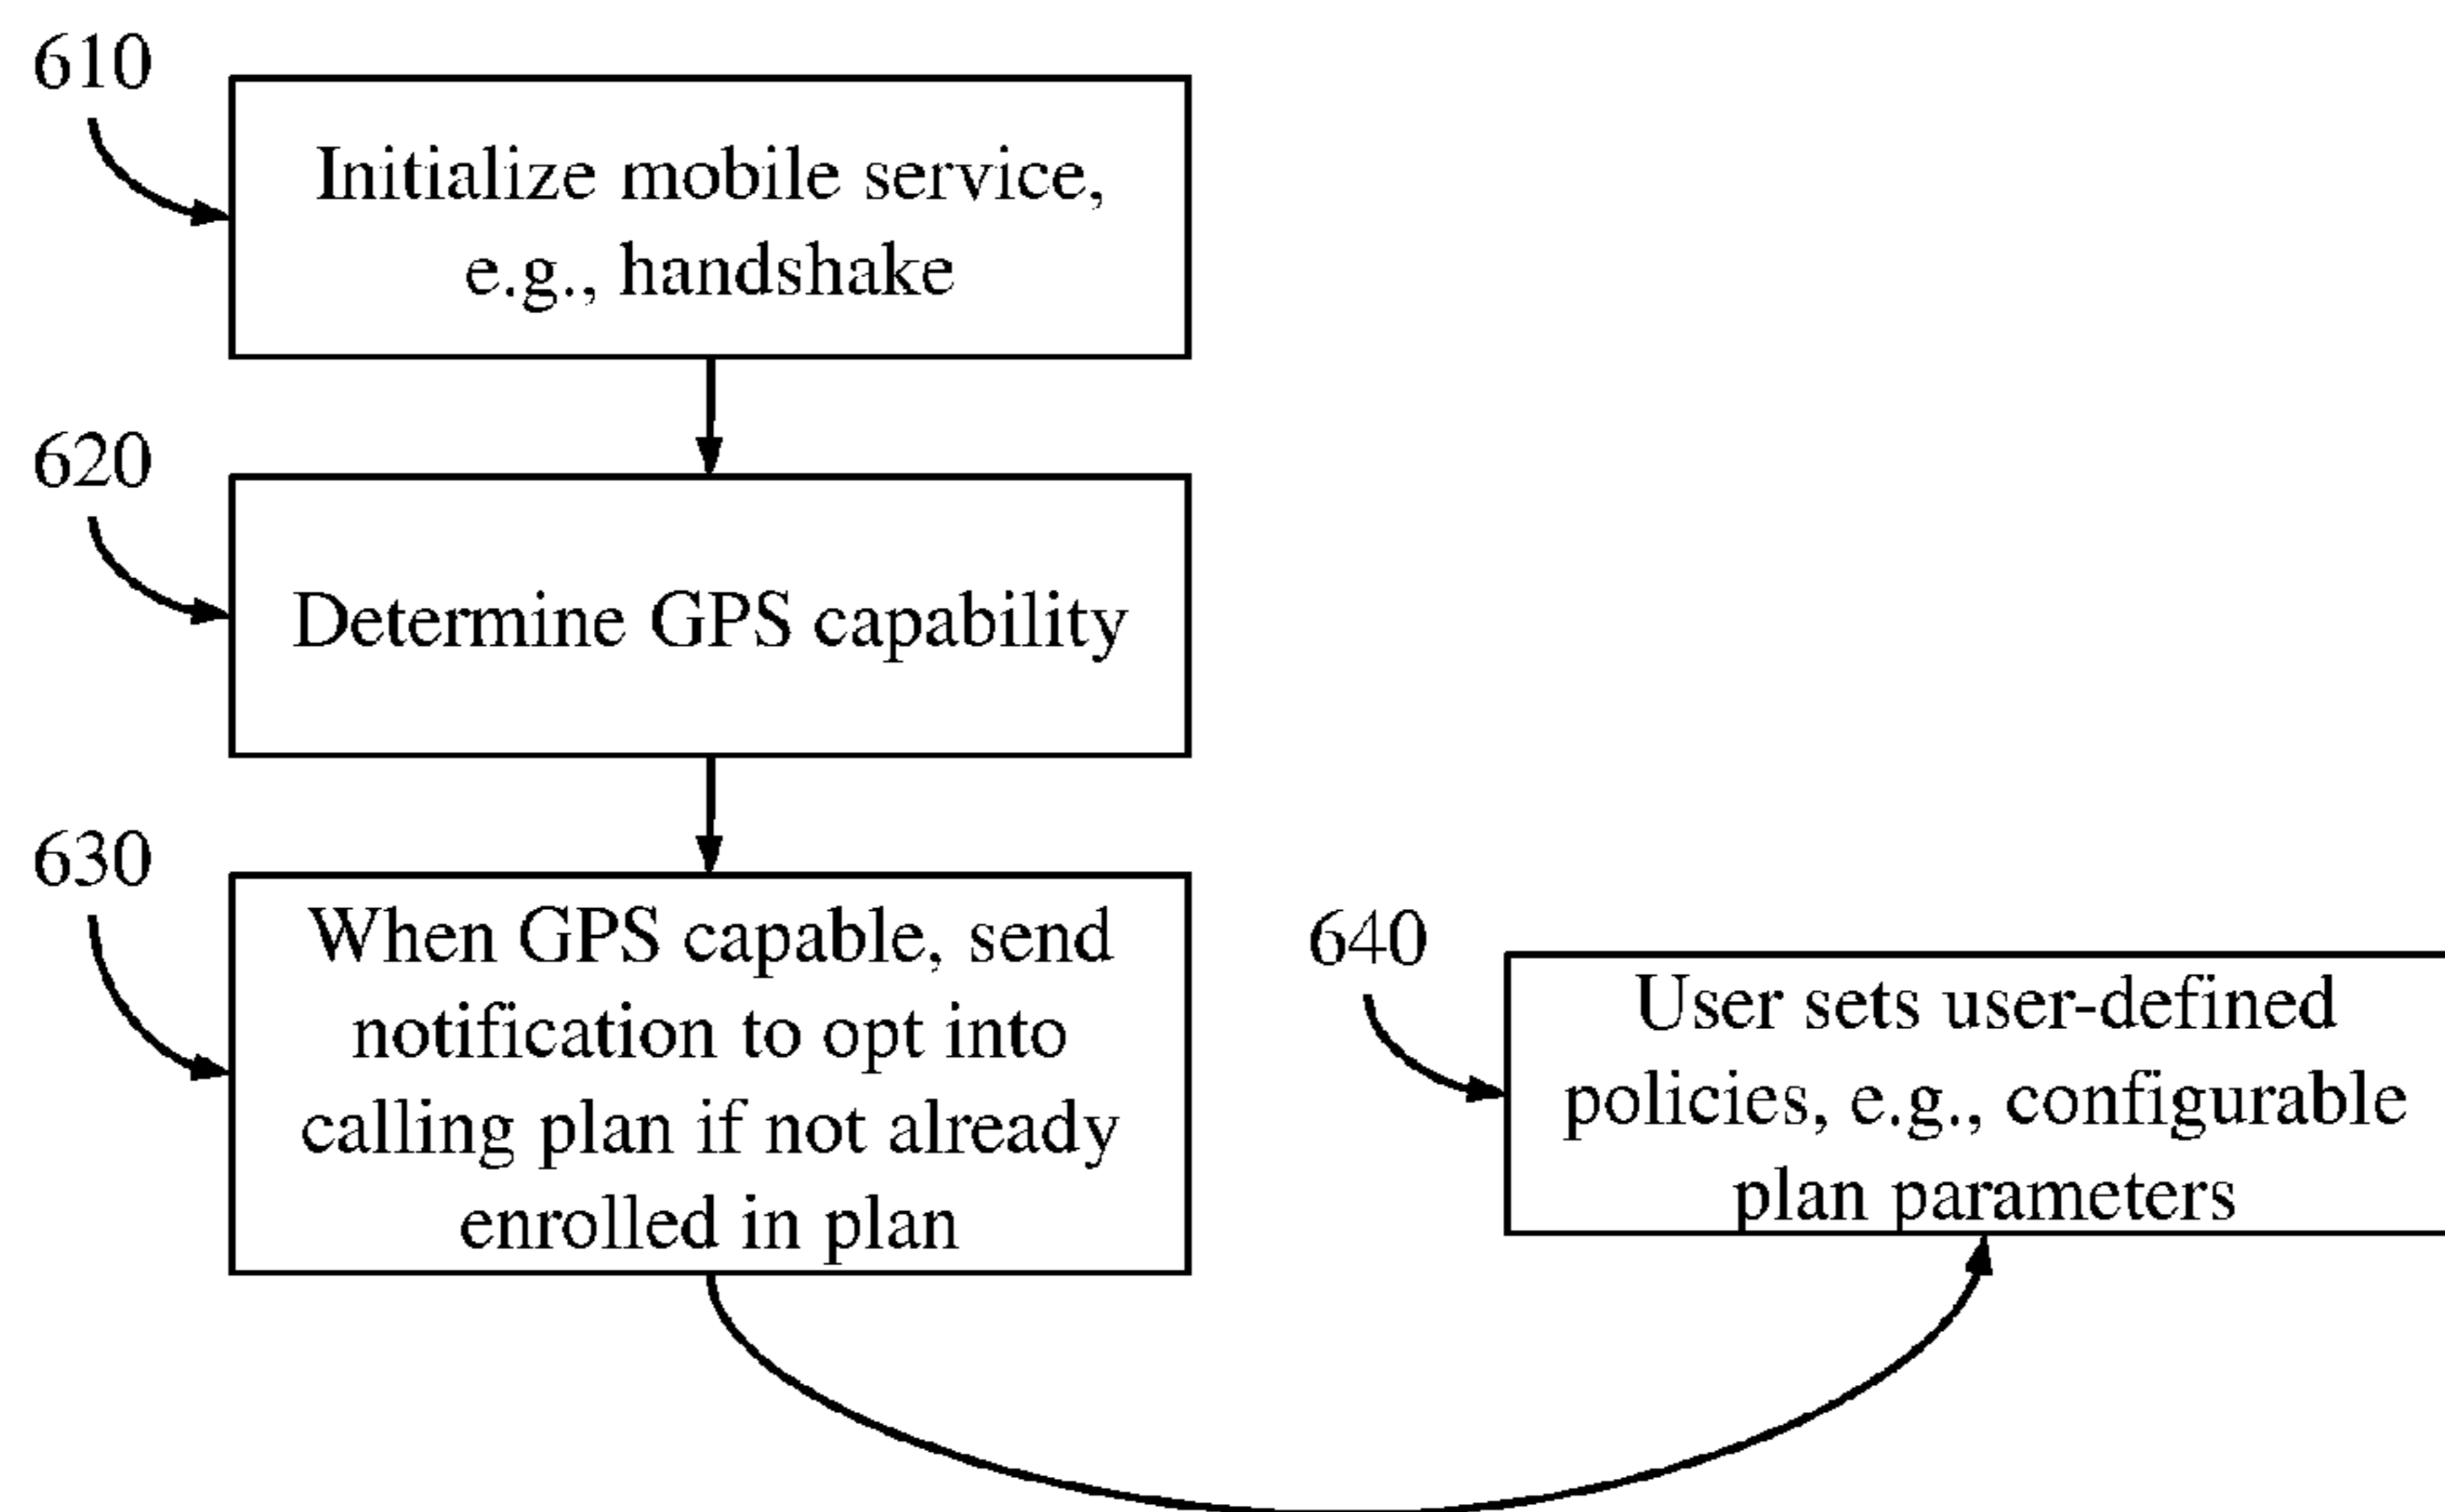 610
Initialize mobile service,
e.g., handshake
620
Determine GPS capability
630
When GPS capable, send
notification to opt into
calling plan if not already
enrolled in plan
640
User sets user-defined
policies, e.g., configurable
plan parameters